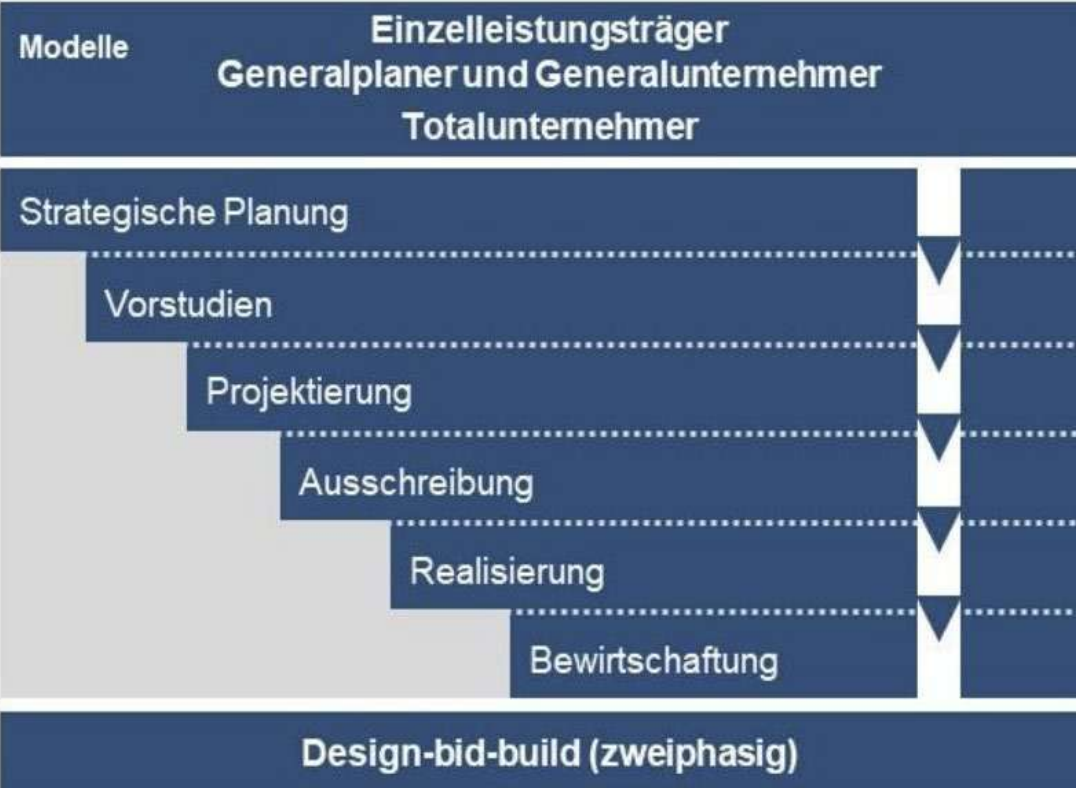 Modelle
Einzelleistungsträger
Generalplaner und Generalunternehmer
Totalunternehmer
Strategische Planung
Vorstudien
Projektierung
Ausschreibung
Realisierung
Bewirtschaftung
Design-bid-build (zweiphasig)